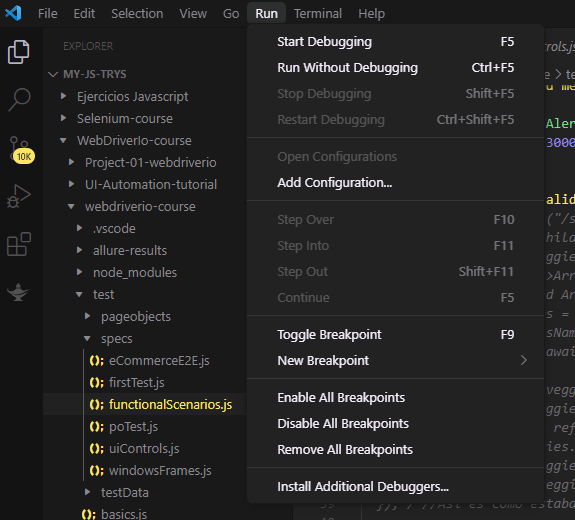 File Edit Selection View Go Run Terminal Help
EXPLORER
MY-JS-TRYS
Ejercicios Javascript
Selenium-course
WebDriverIo-course
Project-01-webdriverio
UI-Automation-tutorial
webdriverio-course
.vscode
allure-results
node_modules
test
pageobjects
specs
eCommerceE2E.js
firstTest.js
functionalScenarios.js
poTest.js
uiControls.js
windowsFrames.js
testData
basics.js
10K
Start Debugging F5
Run Without Debugging Ctrl+F5
Stop Debugging Shift+F5
Restart Debugging Ctrl+Shift+F5
Open Configurations
Add Configuration...
Step Over F10
Step Into F11
Step Out Shift+F11
Continue F5
Toggle Breakpoint F9
New Breakpoint
Enable All Breakpoints
Disable All Breakpoints
Remove All Breakpoints
Install Additional Debuggers...
rols.js
e > te
u me
Aler
3000
alid
("/s
hild
ggie
>Arr
d Ar
s =
sNam
awai
vegg
ggie
ref
ies.
ggie
eggi
//Así es como estaba